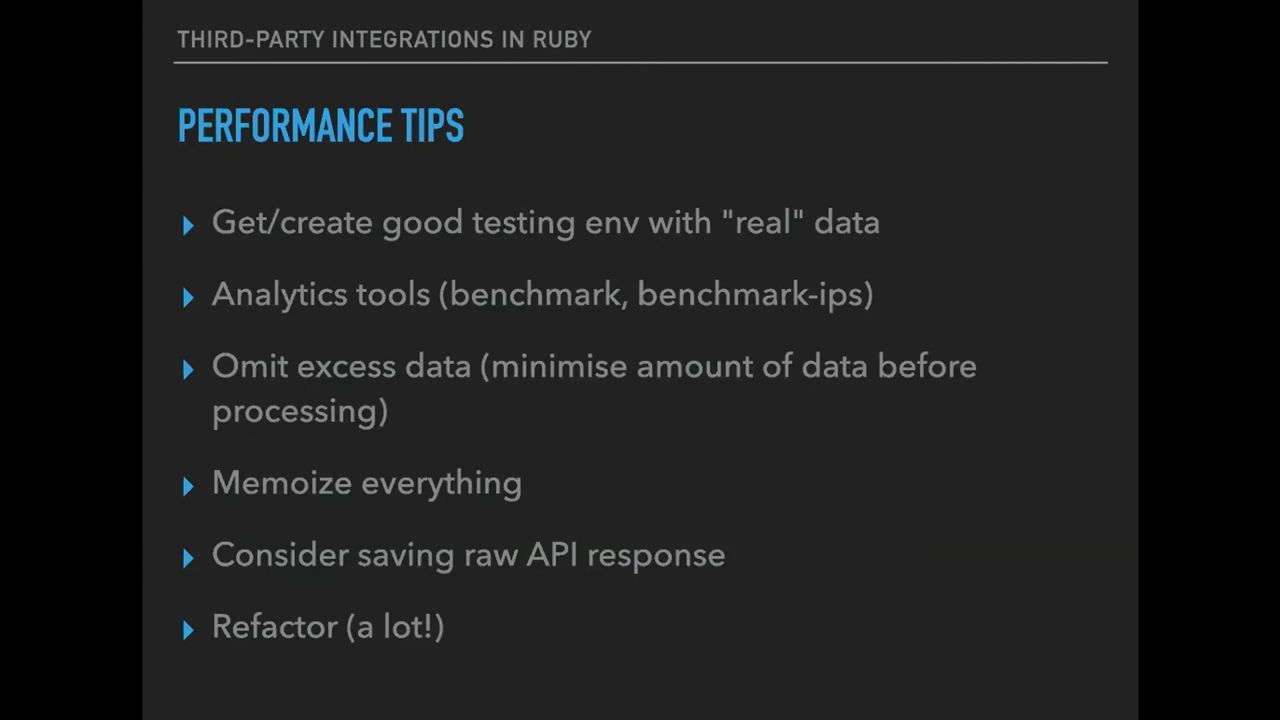 THIRD-PARTY INTEGRATIONS IN RUBY
PERFORMANCE TIPS
Get/create good testing env with "real" data
Analytics tools (benchmark, benchmark-ips)
Omit excess data (minimise amount of data before
processing)
Memoize everything
Consider saving raw API response
Refactor (a lot!)